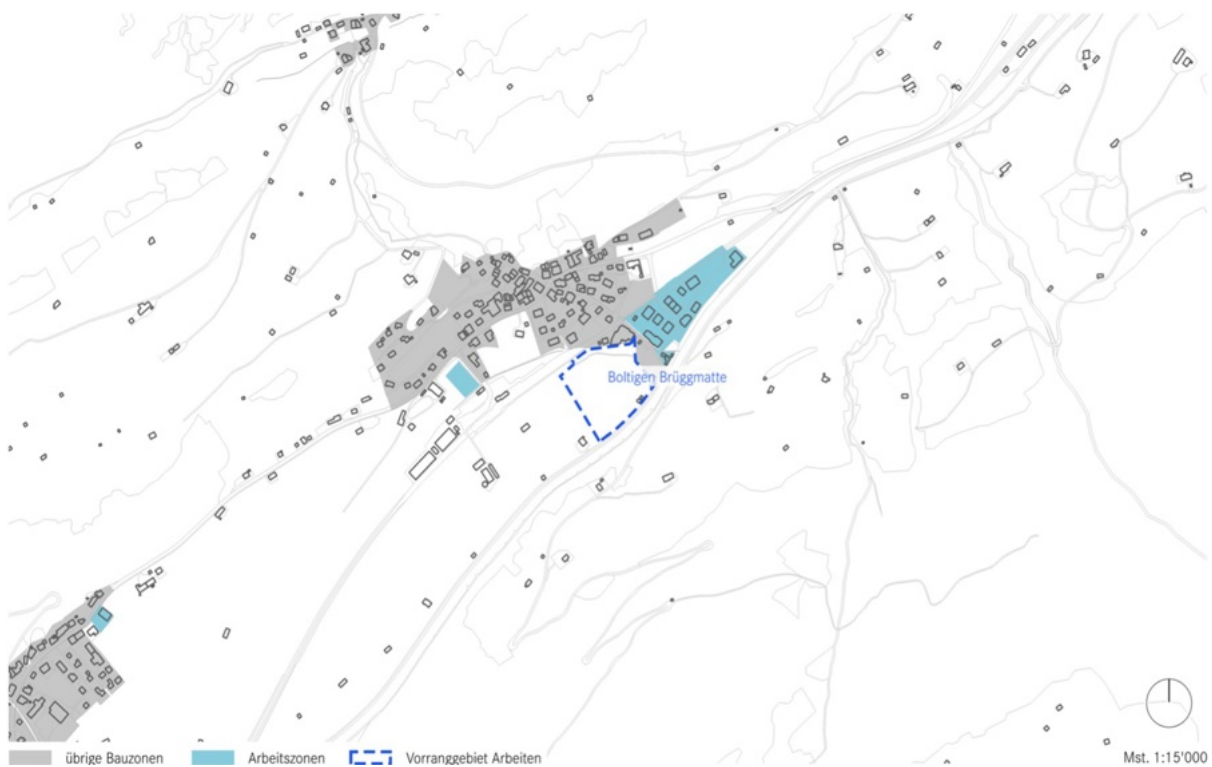 Boltigen Brüggmatte
übrige Bauzonen
Arbeitszonen
Vorranggebiet Arbeiten
Mst. 1:15'000